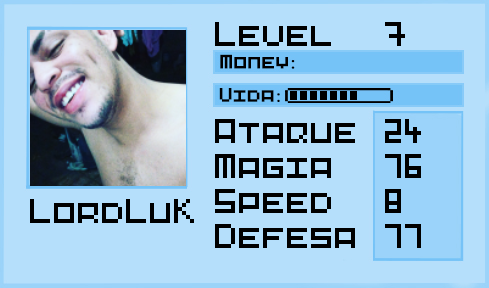 LEVEL 7
MONEY:
VIDA:
ATAQUE 24
MAGIA 76
SPEED 8
DEFESA 77
LORDLUK